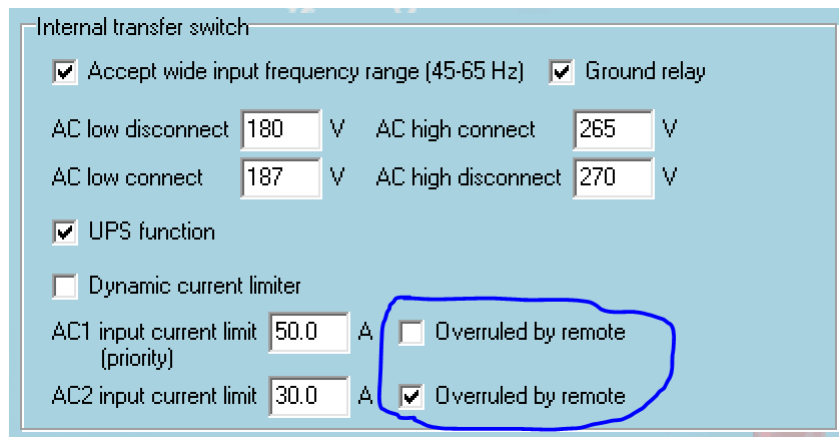 Internal transfer switch
Accept wide input frequency range (45-65 Hz) Ground relay
AC low disconnect 180 V AC high connect 265 V
AC low connect 187 V AC high disconnect 270 V
UPS function
Dynamic current limiter
AC1 input current limit 50.0 A Overruled by remote
(priority)
AC2 input current limit 30.0 A Overruled by remote